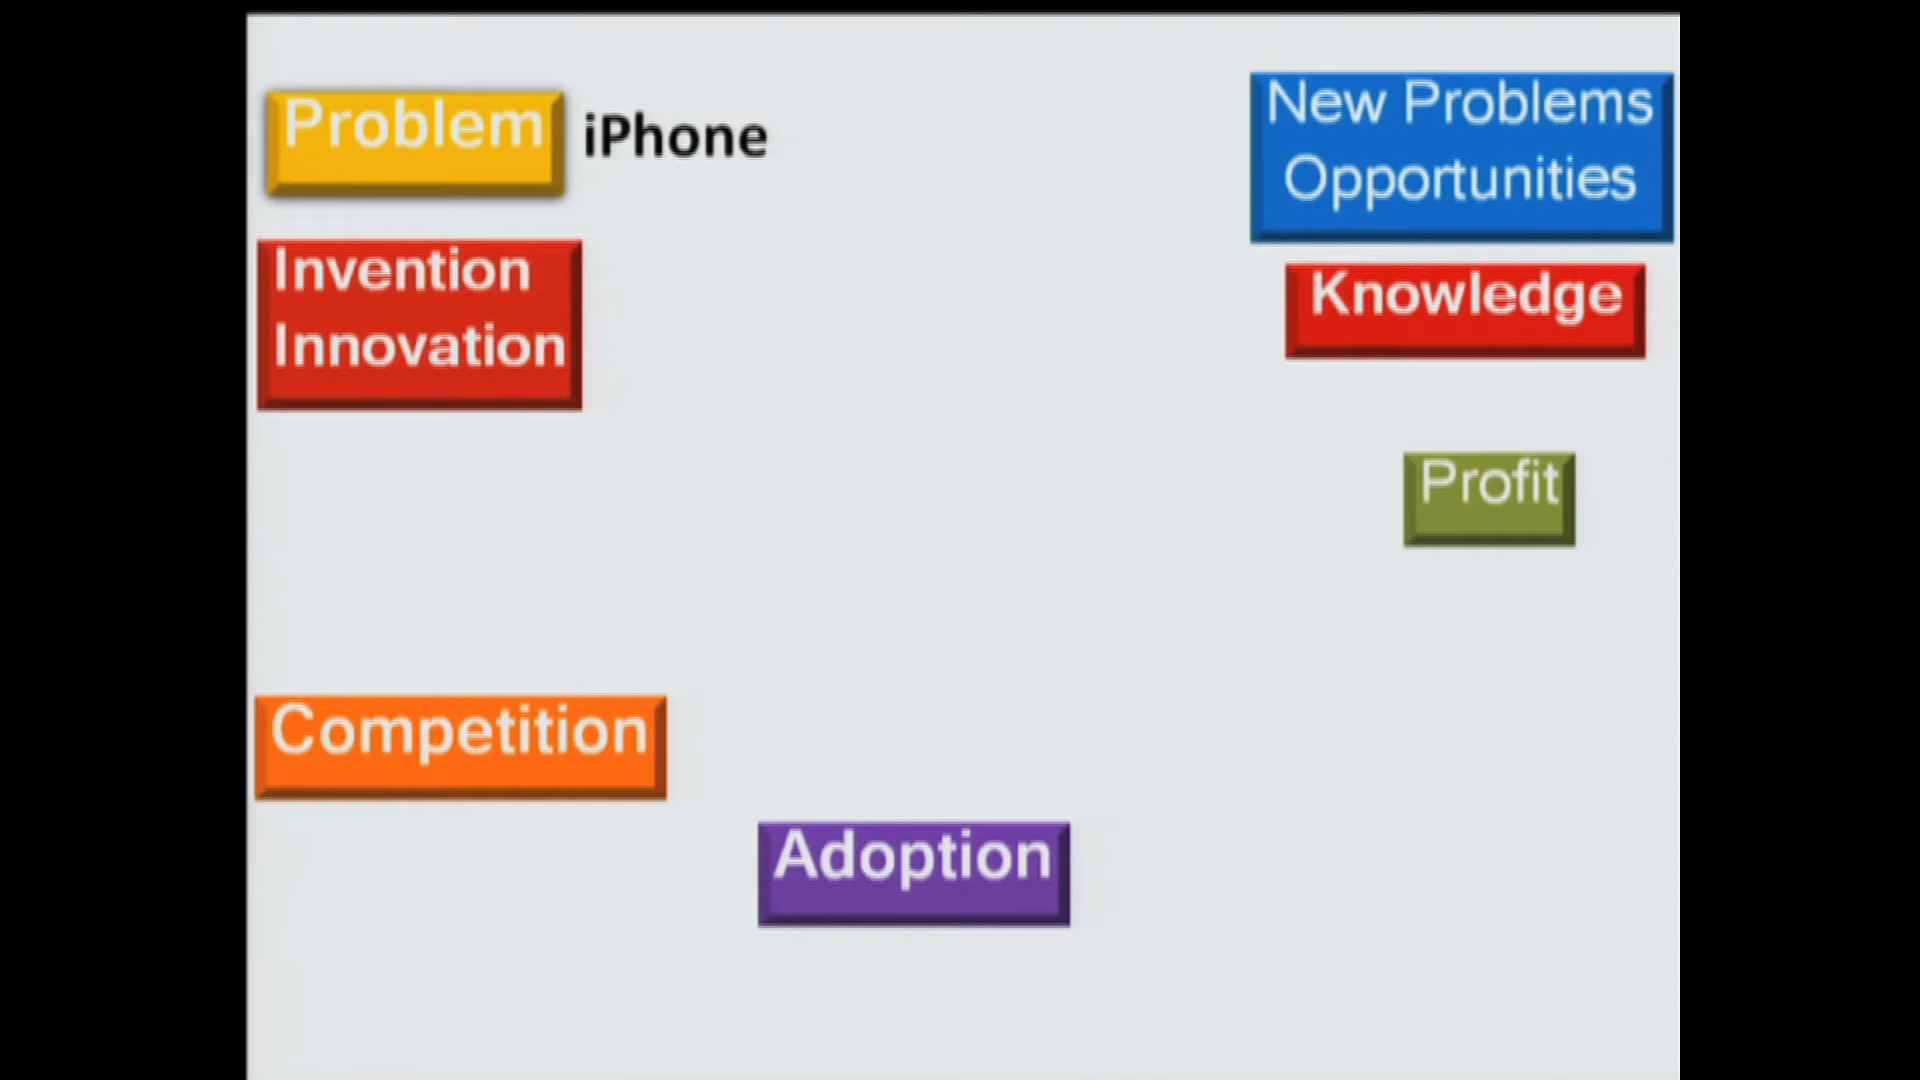 Problem
iPhone
New Problems
Opportunities
Invention
Innovation
Knowledge
Profit
Competition
Adoption